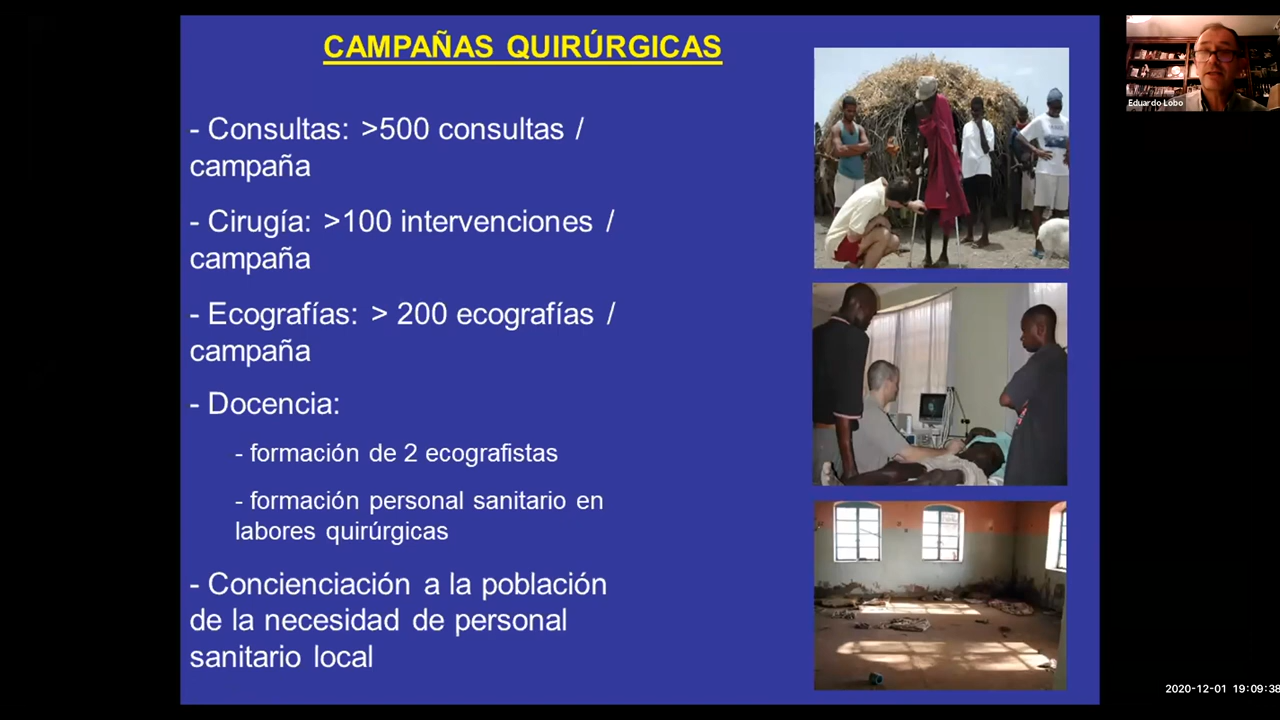 CAMPAÑAS QUIRÚRGICAS
- Consultas: >500 consultas /
campaña
- Cirugía: >100 intervenciones /
campaña
- Ecografías: > 200 ecografías /
campaña
- Docencia:
- formación de 2 ecografistas
- formación personal sanitario en
labores quirúrgicas
- Concienciación a la población
de la necesidad de personal
sanitario local
Eduardo Lobo
2020-12-01 19:09:38